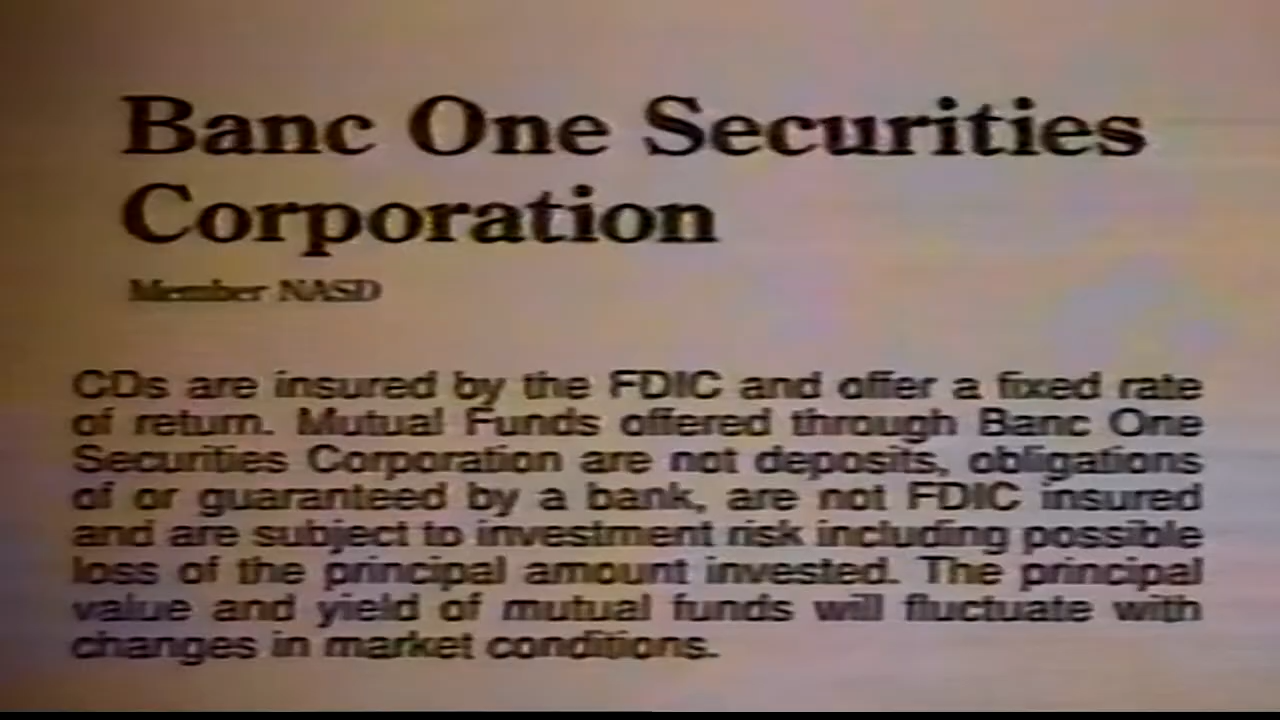 Banc One Securities
Corporation
Member NASD
CDs are insured by the FDIC and offer a fixed rate
of return. Mutual Funds offered through Banc One
Securities Corporation are not deposits, obligations
of or guaranteed by a bank, are not FDIC insured
and are subject to investment risk including possible
loss of the principal amount invested. The principal
value and yield of mutual funds will fluctuate with
changes in market conditions.